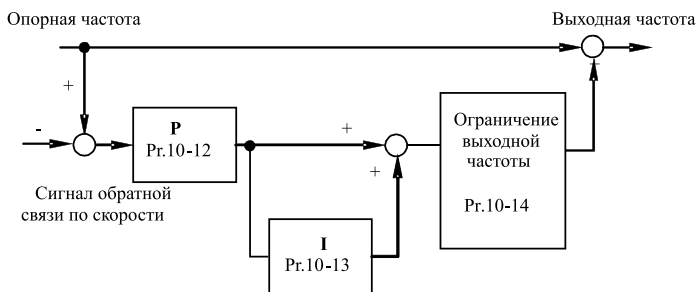 Опорная частота
Выходная частота
+
+
-
P
Pr.10-12
+
+
Ограничение
выходной
частоты
Pr.10-14
Сигнал обратной
связи по скорости
I
Pr.10-13